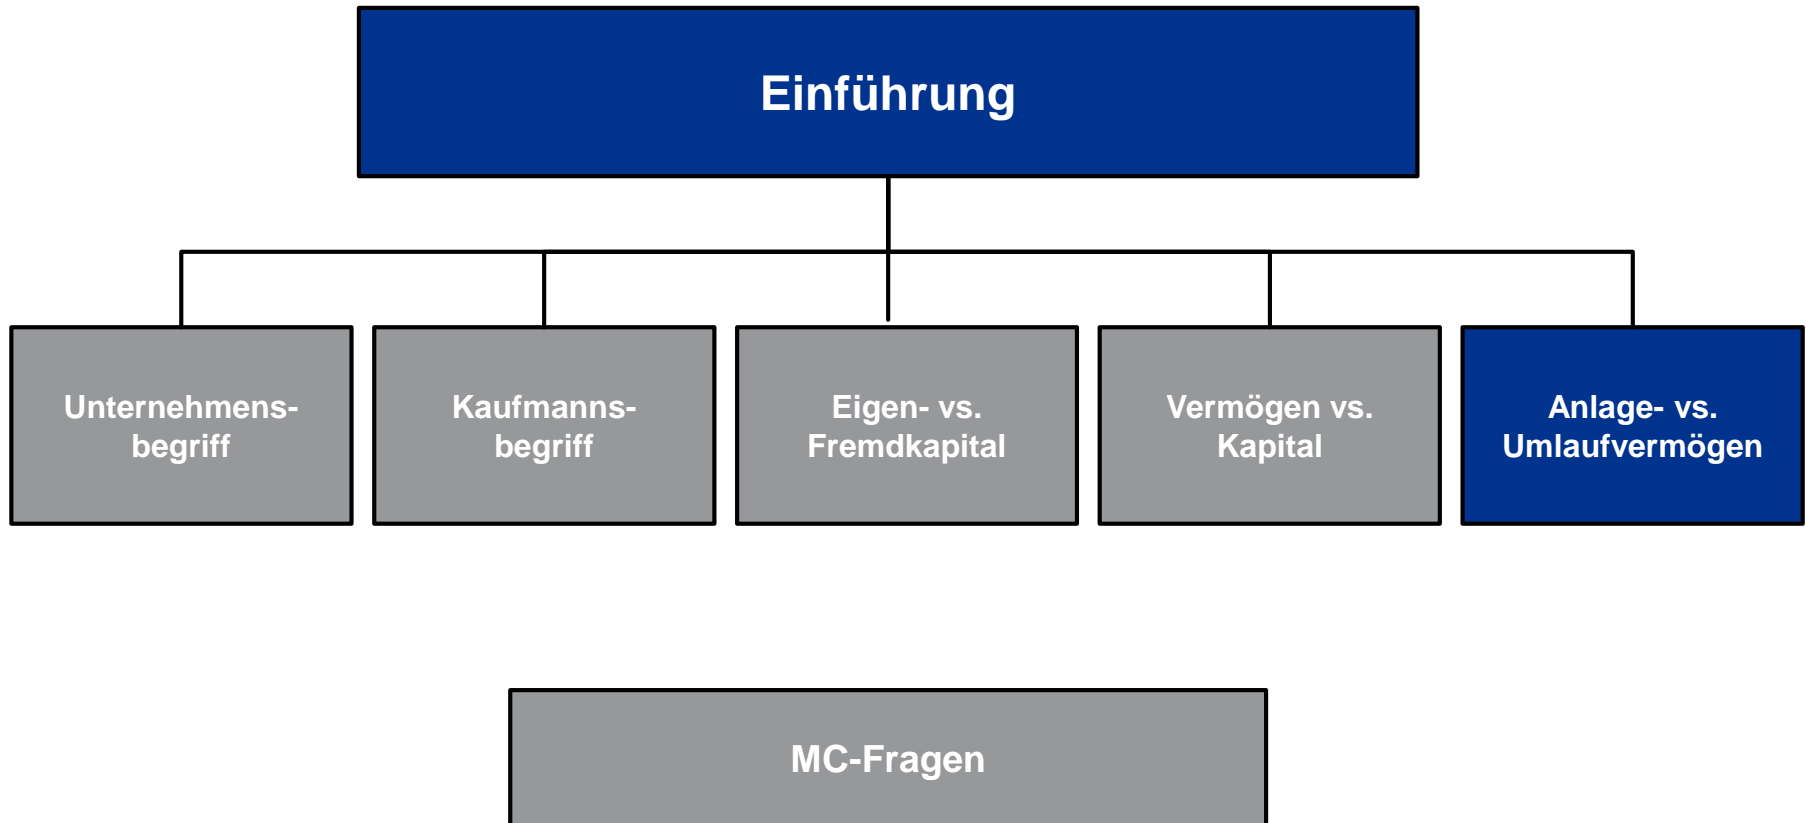 Einführung
Unternehmens-
begriff
Kaufmanns-
begriff
Eigen- vs.
Fremdkapital
Vermögen vs.
Kapital
Anlage- vs.
Umlaufvermögen
MC-Fragen